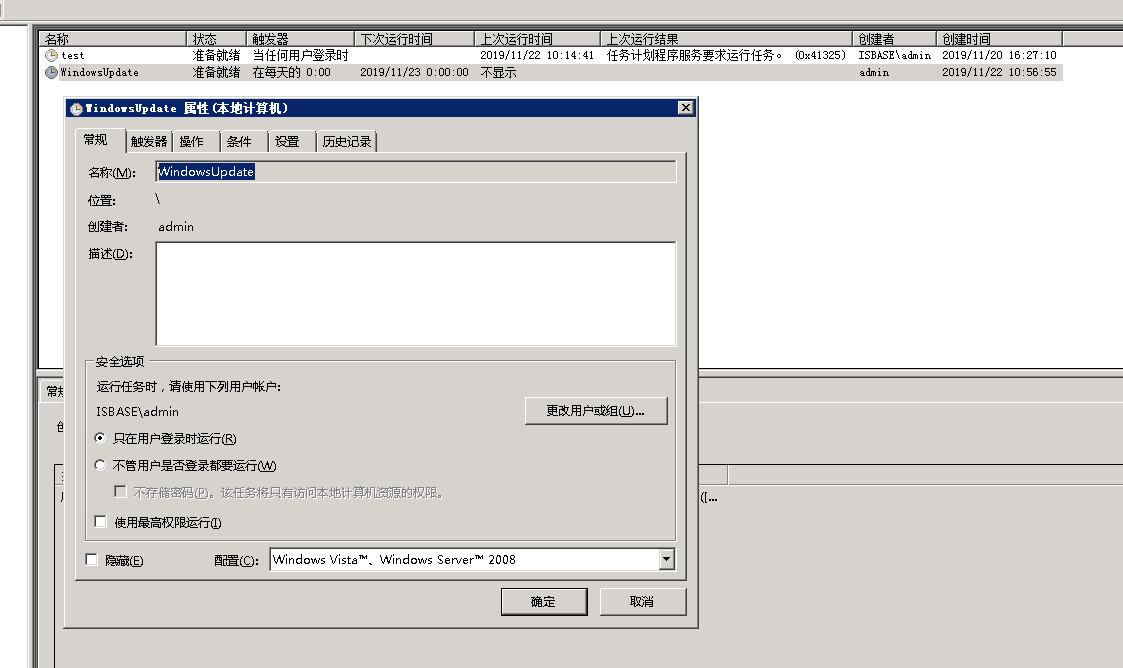 名称 状态 触发器 下次运行时间 上次运行时间 上次运行结果 创建者 创建时间
test 准备就绪 当任何用户登录时 2019/11/22 10:14:41 任务计划程序服务要求运行任务。 (0x41325) ISBASE\admin 2019/11/20 16:27:10
WindowsUpdate 准备就绪 在每天的 0:00 2019/11/23 0:00:00 不显示 admin 2019/11/22 10:56:55
WindowsUpdate 属性(本地计算机)
常规 触发器 操作 条件 设置 历史记录
名称(M): WindowsUpdate
位置: \
创建者: admin
描述(D):
安全选项
运行任务时，请使用下列用户帐户:
ISBASE\admin
更改用户或组(U)...
只在用户登录时运行(R)
不管用户是否登录都要运行(W)
不存储密码(P)。该任务将只有访问本地计算机资源的权限。
使用最高权限运行(I)
隐藏(E) 配置(C): Windows Vista™、Windows Server™ 2008
确定 取消
常规
([...